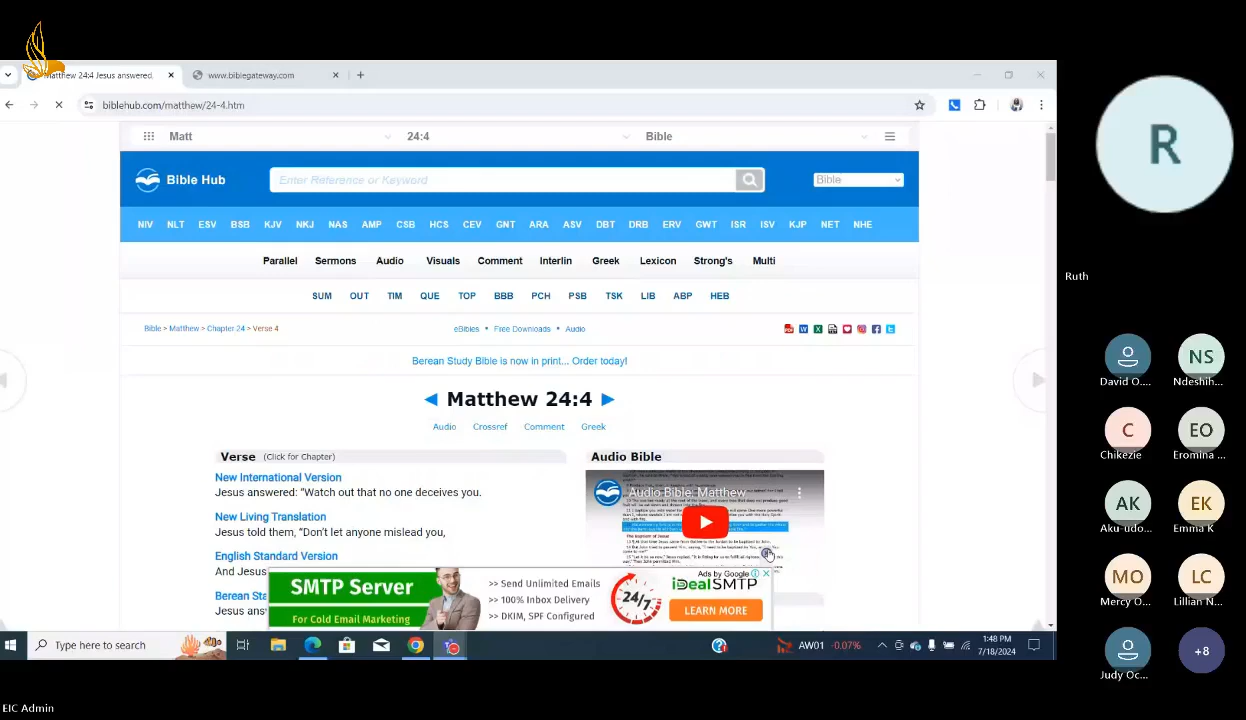 Matthew 24:4 Jesus answered.
www.biblegateway.com
biblehub.com/matthew/24-4.htm
Matt 24:4 Bible
Bible Hub Enter Reference or Keyword Bible
NIV NLT ESV BSB KJV NKJ NAS AMP CSB HCS CEV GNT ARA ASV DBT DRB ERV GWT ISR ISV KJP NET NHE
Parallel Sermons Audio Visuals Comment Interlin Greek Lexicon Strong's Multi
SUM OUT TIM QUE TOP BBB PCH PSB TSK LIB ABP HEB
Bible > Matthew > Chapter 24 > Verse 4
eBibles • Free Downloads • Audio
Berean Study Bible is now in print... Order today!
Matthew 24:4
Audio Crossref Comment Greek
Verse (Click for Chapter)
New International Version
Jesus answered: “Watch out that no one deceives you.
New Living Translation
Jesus told them, “Don’t let anyone mislead you,
English Standard Version
And Jesus
Berean St
Jesus ans
Audio Bible
Audio Bible: Matthew
SMTP Server
For Cold Email Marketing
>> Send Unlimited Emails
>> 100% Inbox Delivery
>> DKIM, SPF Configured
24/7
Ads by Google
iDealSMTP
LEARN MORE
Type here to search
AW01 -0.07%
1:48 PM
7/18/2024
R
Ruth
David O....
NS
Ndeshih...
C
Chikezie
EO
Eromina ...
AK
Aku-udo...
EK
Emma K
MO
Mercy O...
LC
Lillian N...
Judy Oc...
+8
EIC Admin